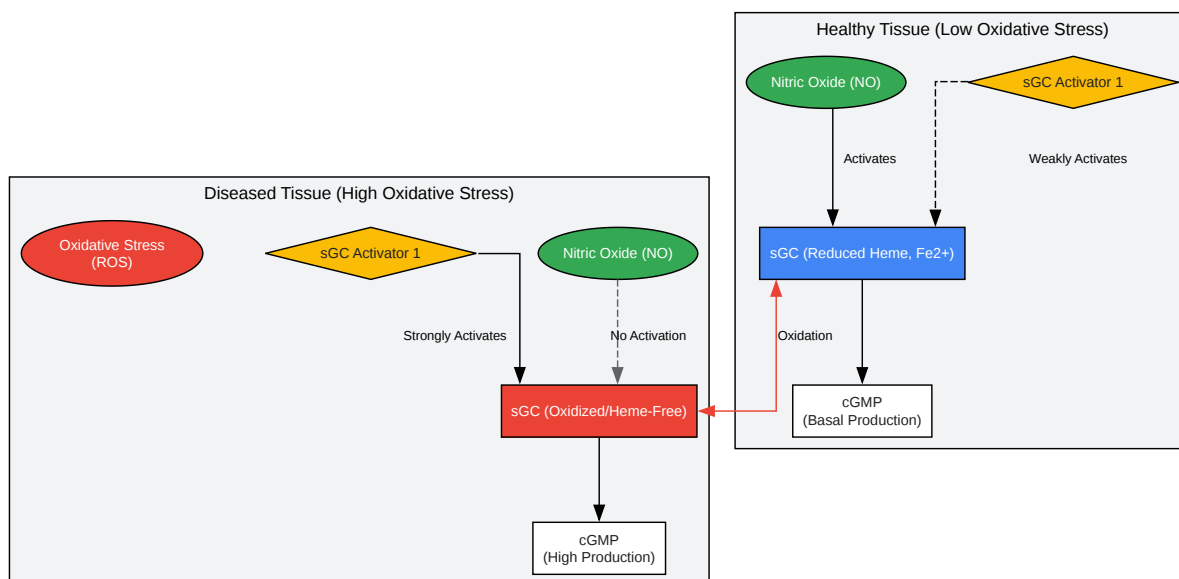 Healthy Tissue (Low Oxidative Stress)
Nitric Oxide (NO)
sGC Activator 1
Activates
Weakly Activates
sGC (Reduced Heme, Fe2+)
Oxidation
cGMP
(Basal Production)
Diseased Tissue (High Oxidative Stress)
Oxidative Stress
(ROS)
sGC Activator 1
Nitric Oxide (NO)
Strongly Activates
No Activation
sGC (Oxidized/Heme-Free)
cGMP
(High Production)